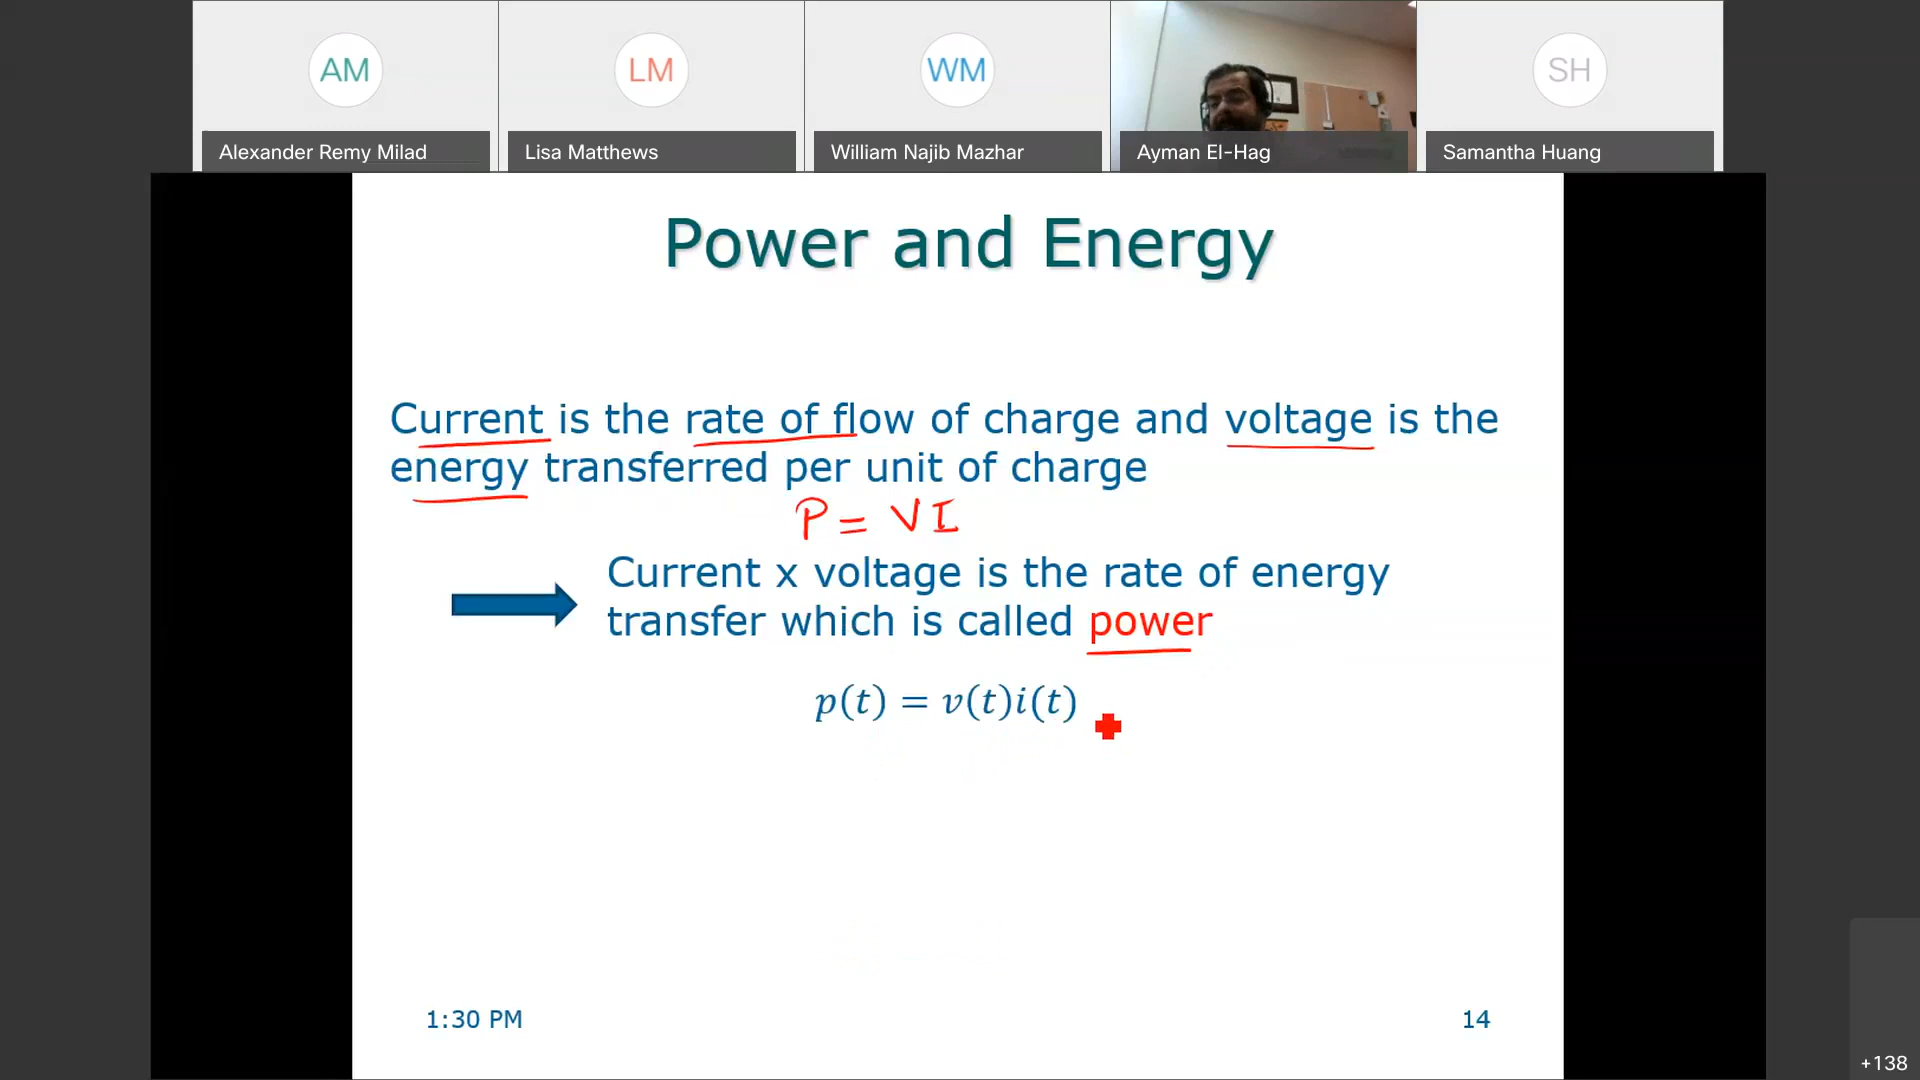 AM
LM
WM
SH
Alexander Remy Milad
Lisa Matthews
William Najib Mazhar
Ayman El-Hag
Samantha Huang
Power and Energy
Current is the rate of flow of charge and voltage is the
energy transferred per unit of charge
P = VI
Current x voltage is the rate of energy
transfer which is called power
p(t) = v(t)i(t)
1:30 PM
14
+138